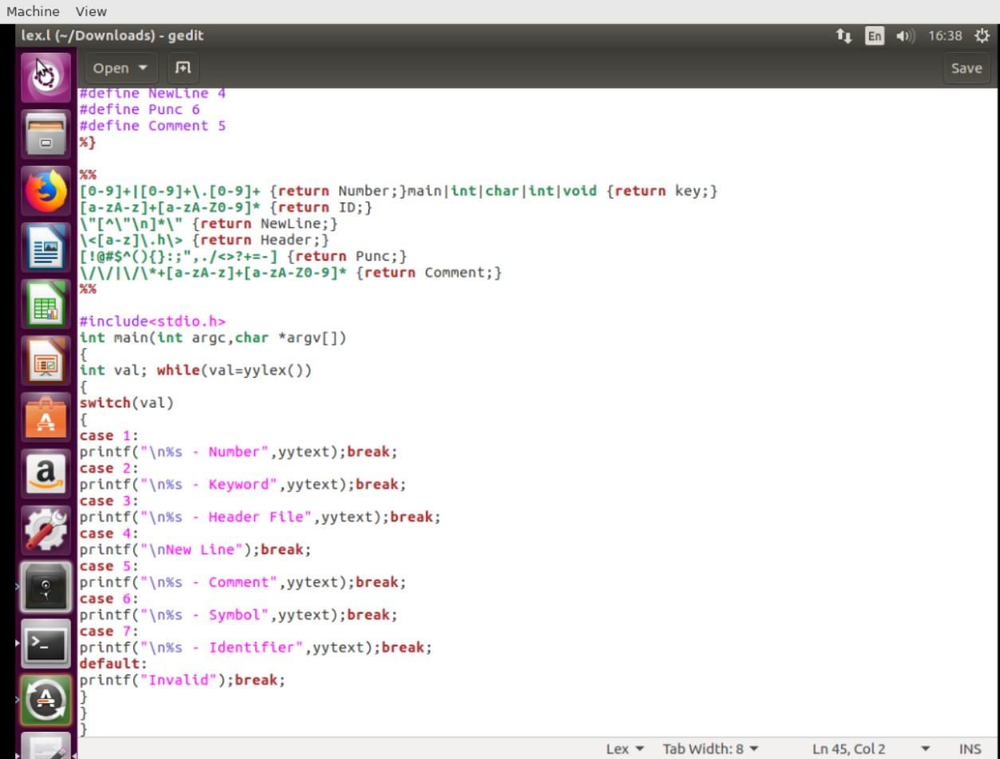 Machine View
lex.l (~/Downloads) - gedit En 16:38
Open Save
#define NewLine 4
#define Punc 6
#define Comment 5
%}
%%
[0-9]+|[0-9]+\.[0-9]+ {return Number;}main|int|char|int|void {return key;}
[a-zA-z]+[a-zA-Z0-9]* {return ID;}
\"[^\"\n]*\" {return NewLine;}
\<[a-z]\.h\> {return Header;}
[!@#$^(){}:;",./<>?+=-] {return Punc;}
\/\/|\/\*+[a-zA-z]+[a-zA-Z0-9]* {return Comment;}
%%
#include<stdio.h>
int main(int argc,char *argv[])
{
int val; while(val=yylex())
{
switch(val)
{
case 1:
printf("\n%s - Number",yytext);break;
case 2:
printf("\n%s - Keyword",yytext);break;
case 3:
printf("\n%s - Header File",yytext);break;
case 4:
printf("\nNew Line");break;
case 5:
printf("\n%s - Comment",yytext);break;
case 6:
printf("\n%s - Symbol",yytext);break;
case 7:
printf("\n%s - Identifier",yytext);break;
default:
printf("Invalid");break;
}
}
}
Lex Tab Width: 8 Ln 45, Col 2 INS